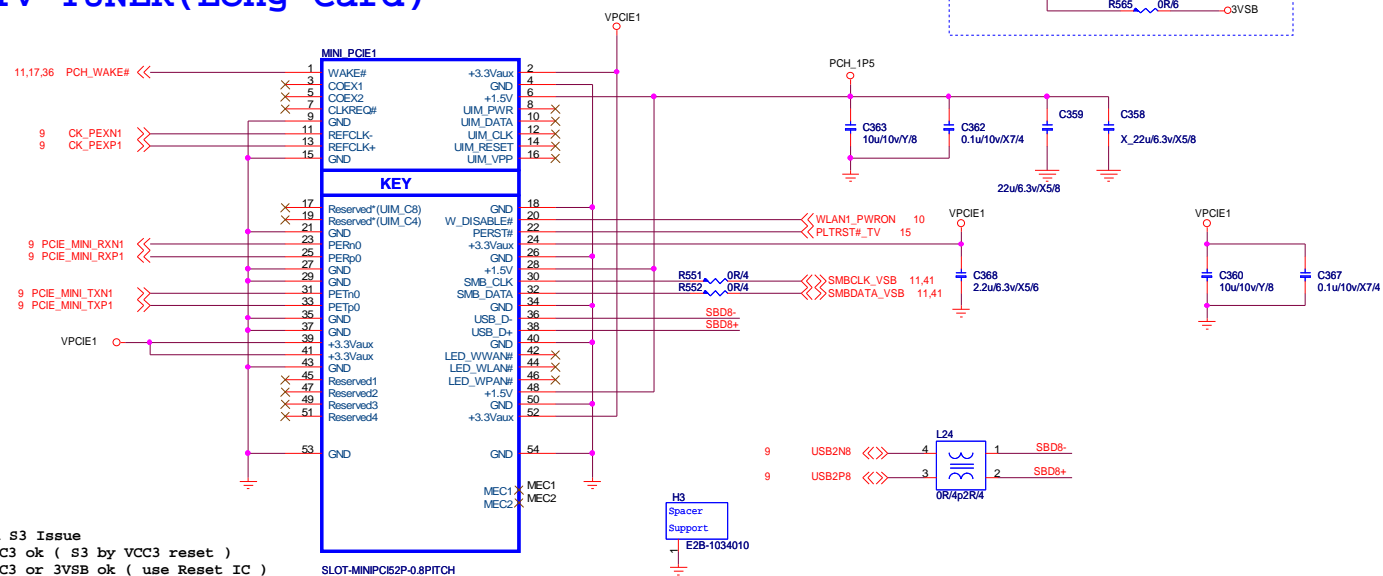 TV TUNER(Long Card)
R565 0R/6 3VSB
VPCIE1
MINI_PCIE1
11,17,36 PCH_WAKE# 1 WAKE# +3.3Vaux 2
3 COEX1 GND 4
5 COEX2 +1.5V 6
7 CLKREQ# UIM_PWR 8
9 GND UIM_DATA 10
9 CK_PEXN1 11 REFCLK- UIM_CLK 12
9 CK_PEXP1 13 REFCLK+ UIM_RESET 14
15 GND UIM_VPP 16
KEY
17 Reserved*(UIM_C8) GND 18
19 Reserved*(UIM_C4) W_DISABLE# 20 WLAN1_PWRON 10
21 GND PERST# 22 PLTRST#_TV 15
9 PCIE_MINI_RXN1 23 PERn0 +3.3Vaux 24
9 PCIE_MINI_RXP1 25 PERp0 GND 26
27 GND +1.5V 28
29 GND SMB_CLK 30 R551 0R/4 SMBCLK_VSB 11,41
9 PCIE_MINI_TXN1 31 PETn0 SMB_DATA 32 R552 0R/4 SMBDATA_VSB 11,41
9 PCIE_MINI_TXP1 33 PETp0 GND 34
35 GND USB_D- 36 SBD8-
37 GND USB_D+ 38 SBD8+
VPCIE1 39 +3.3Vaux GND 40
41 +3.3Vaux LED_WWAN# 42
43 GND LED_WLAN# 44
45 Reserved1 LED_WPAN# 46
47 Reserved2 +1.5V 48
49 Reserved3 GND 50
51 Reserved4 +3.3Vaux 52
53 GND GND 54
MEC1 MEC1
MEC2 MEC2
SLOT-MINIPCI52P-0.8PITCH
PCH_1P5
C363
10u/10v/Y/8
C362
0.1u/10v/X7/4
C359
22u/6.3v/X5/8
C358
X_22u/6.3v/X5/8
VPCIE1
C368
2.2u/6.3v/X5/6
VPCIE1
C360
10u/10v/Y/8
C367
0.1u/10v/X7/4
L24
9 USB2N8 4 1 SBD8-
9 USB2P8 3 2 SBD8+
0R/4p2R/4
H3
Spacer
Support
1 E2B-1034010
S3 Issue
C3 ok ( S3 by VCC3 reset )
C3 or 3VSB ok ( use Reset IC )